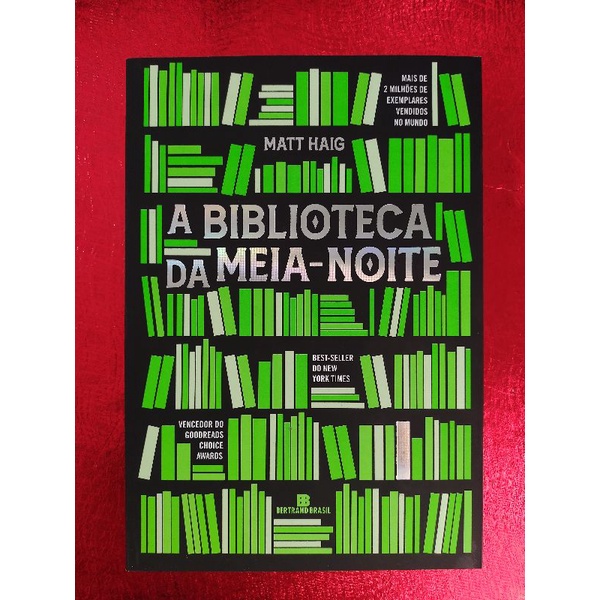 MAIS DE
2 MILHÕES DE
EXEMPLARES
VENDIDOS
NO MUNDO
MATT HAIG
A BIBLIOTECA
DA MEIA-NOITE
BEST-SELLER
DO NEW
YORK TIMES
VENCEDOR DO
GOODREADS
CHOICE
AWARDS
BB
BERTRAND BRASIL